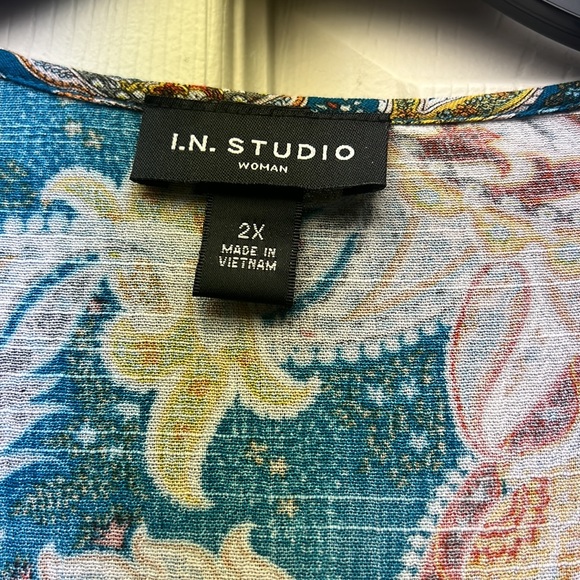 I.N. STUDIO
WOMAN
2X
MADE IN
VIETNAM